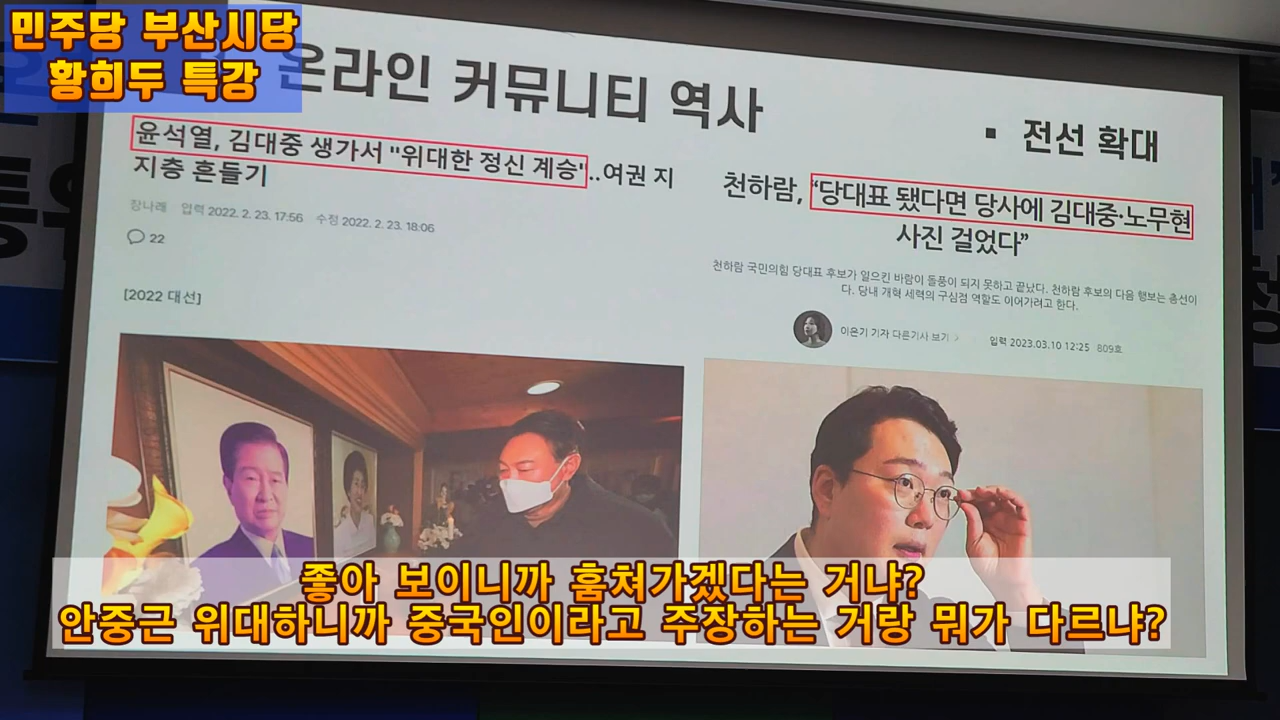 민주당 부산시당
황희두 특강
온라인 커뮤니티 역사
▪ 전선 확대
윤석열, 김대중 생가서 "위대한 정신 계승"..여권 지
지층 흔들기
장나래 입력 2022. 2. 23. 17:56 수정 2022. 2. 23. 18:06
22
[2022 대선]
천하람, “당대표 됐다면 당사에 김대중·노무현
사진 걸었다”
천하람 국민의힘 당대표 후보가 일으킨 바람이 돌풍이 되지 못하고 끝났다. 천하람 후보의 다음 행보는 총선이
다. 당내 개혁 세력의 구심점 역할도 이어가려고 한다.
이은기 기자 다른기사 보기 >
입력 2023.03.10 12:25 809호
좋아 보이니까 훔쳐가겠다는 거냐?
안중근 위대하니까 중국인이라고 주장하는 거랑 뭐가 다르냐?